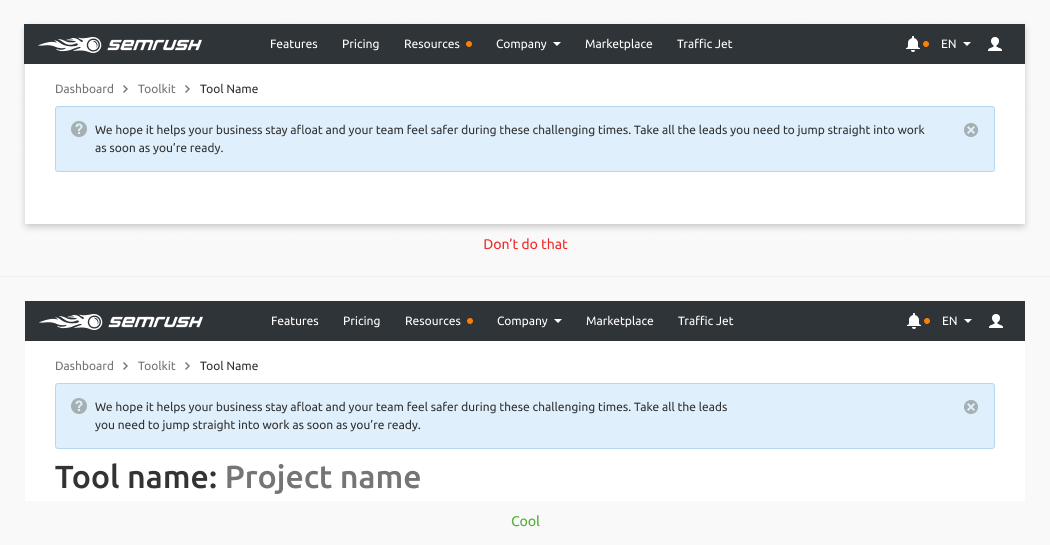 semrush Features Pricing Resources Company Marketplace Traffic Jet EN
Dashboard > Toolkit > Tool Name
? We hope it helps your business stay afloat and your team feel safer during these challenging times. Take all the leads you need to jump straight into work
as soon as you’re ready.
Don’t do that
semrush Features Pricing Resources Company Marketplace Traffic Jet EN
Dashboard > Toolkit > Tool Name
? We hope it helps your business stay afloat and your team feel safer during these challenging times. Take all the leads
you need to jump straight into work as soon as you’re ready.
Tool name: Project name
Cool